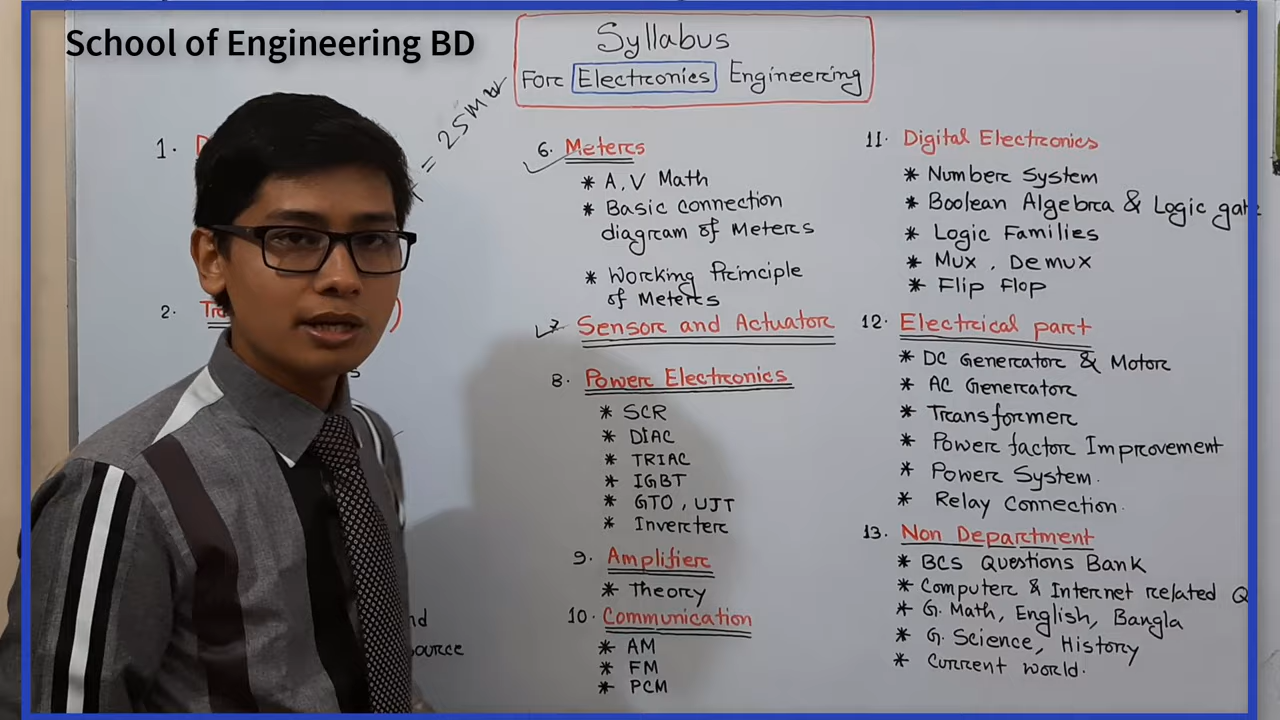 School of Engineering BD
Syllabus
For Electronics Engineering
= 25 Mar
1.
2.
)
6. Meters
* A, V Math
* Basic connection
diagram of Meters
* Working Principle
of Meters
7. Sensor and Actuator
8. Power Electronics
* SCR
* DIAC
* TRIAC
* IGBT
* GTO, UJT
* Inverter
9. Amplifier
* Theory
10. Communication
* AM
* FM
* PCM
11. Digital Electronics
* Number System
* Boolean Algebra & Logic gate
* Logic Families
* Mux, Demux
* Flip Flop
12. Electrical part
* DC Generator & Motor
* AC Generator
* Transformer
* Power factor Improvement
* Power System.
* Relay Connection.
13. Non Department
* BCS Questions Bank
* Computer & Internet related Q
* G. Math, English, Bangla
* G. Science, History
* Current world.